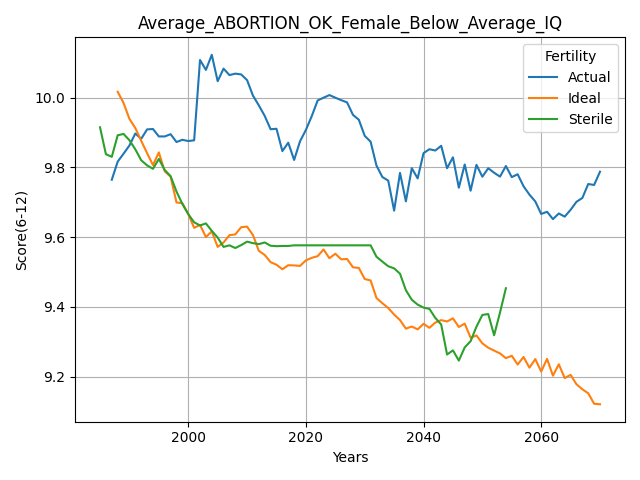 Average_ABORTION_OK_Female_Below_Average_IQ
Fertility
Actual
Ideal
Sterile
Score(6-12)
10.0
9.8
9.6
9.4
9.2
2000
2020
2040
2060
Years